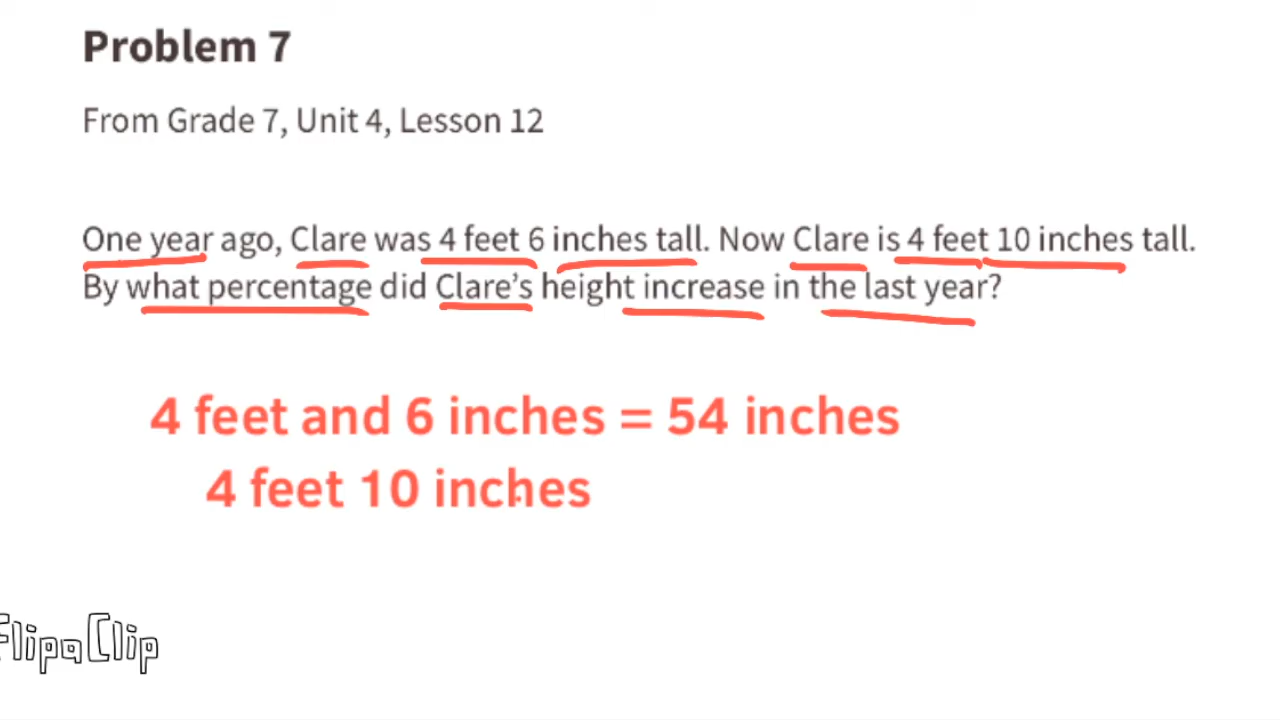 Problem 7
From Grade 7, Unit 4, Lesson 12
One year ago, Clare was 4 feet 6 inches tall. Now Clare is 4 feet 10 inches tall.
By what percentage did Clare’s height increase in the last year?
4 feet and 6 inches = 54 inches
4 feet 10 inches
FlipaClip